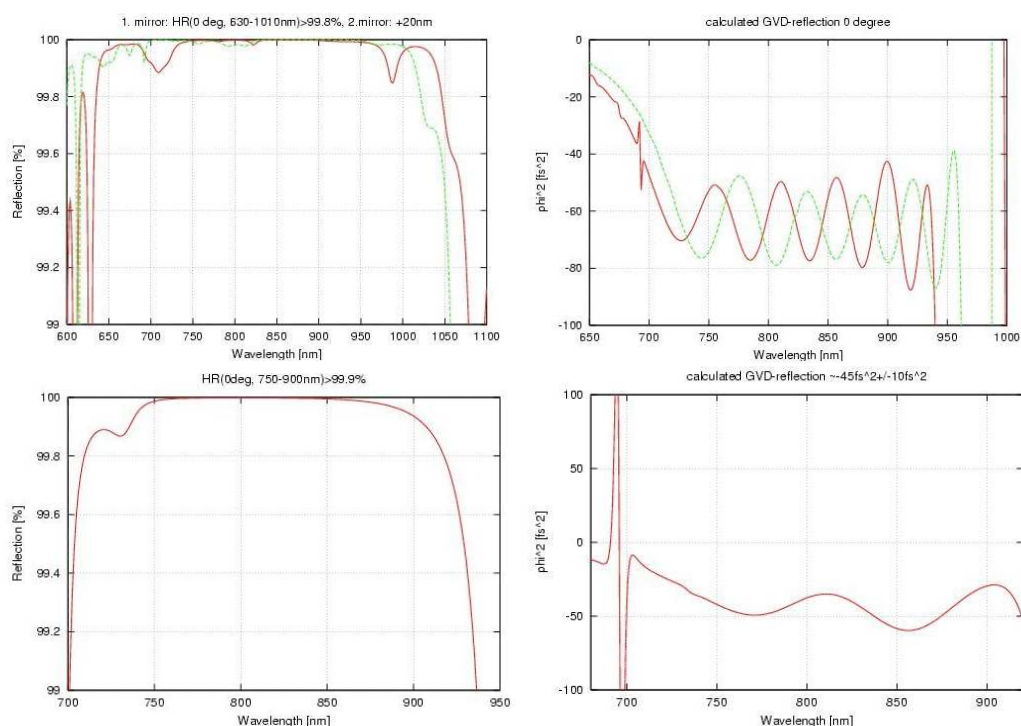 1. mirror: HR(0 deg, 630-1010nm)>99.8%, 2.mirror: +20nm
Reflection [%]
100
99.8
99.6
99.4
99.2
99
600 650 700 750 800 850 900 950 1000 1050 1100
Wavelength [nm]
calculated GVD-reflection 0 degree
phi^2 [fs^2]
0
-20
-40
-60
-80
-100
650 700 750 800 850 900 950 1000
Wavelength [nm]
HR(0deg, 750-900nm)>99.9%
Reflection [%]
100
99.8
99.6
99.4
99.2
99
700 750 800 850 900 950
Wavelength [nm]
calculated GVD-reflection ~-45fs^2+/-10fs^2
phi^2 [fs^2]
100
50
0
-50
-100
700 750 800 850 900
Wavelength [nm]